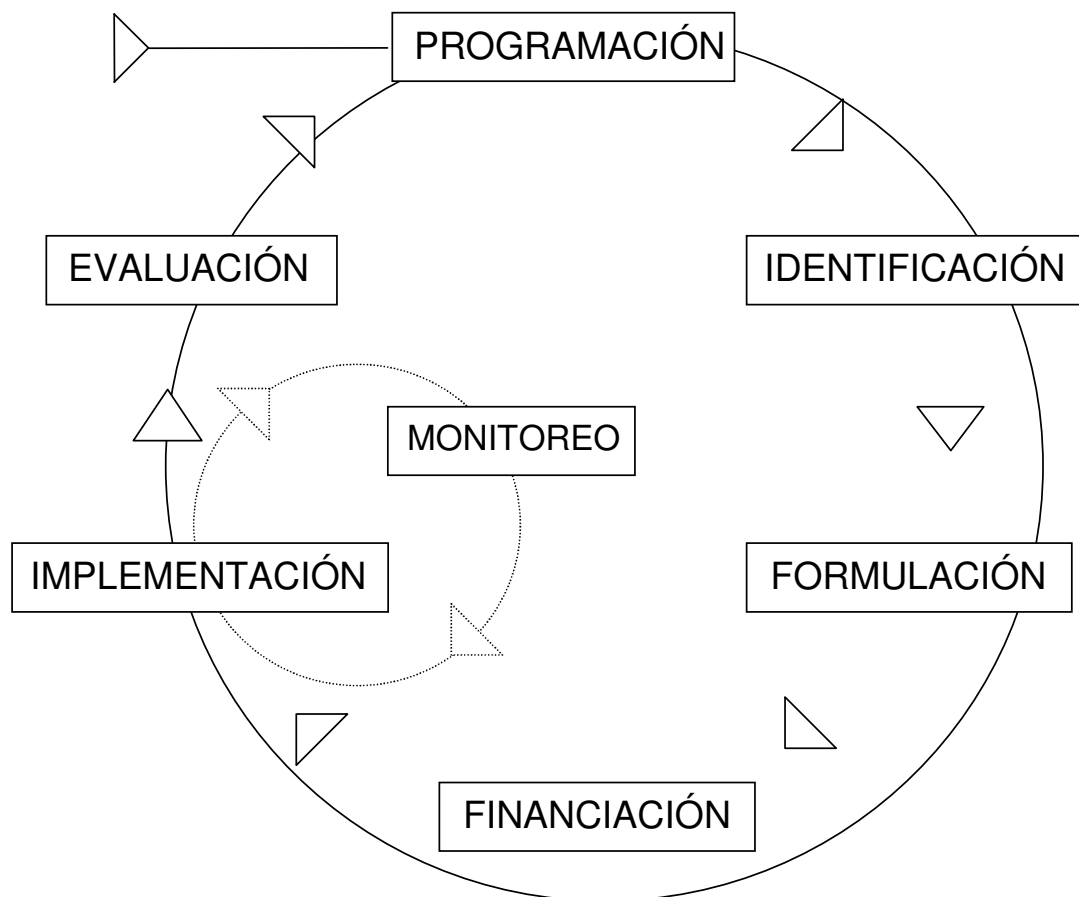 PROGRAMACIÓN
EVALUACIÓN
IDENTIFICACIÓN
MONITOREO
IMPLEMENTACIÓN
FORMULACIÓN
FINANCIACIÓN